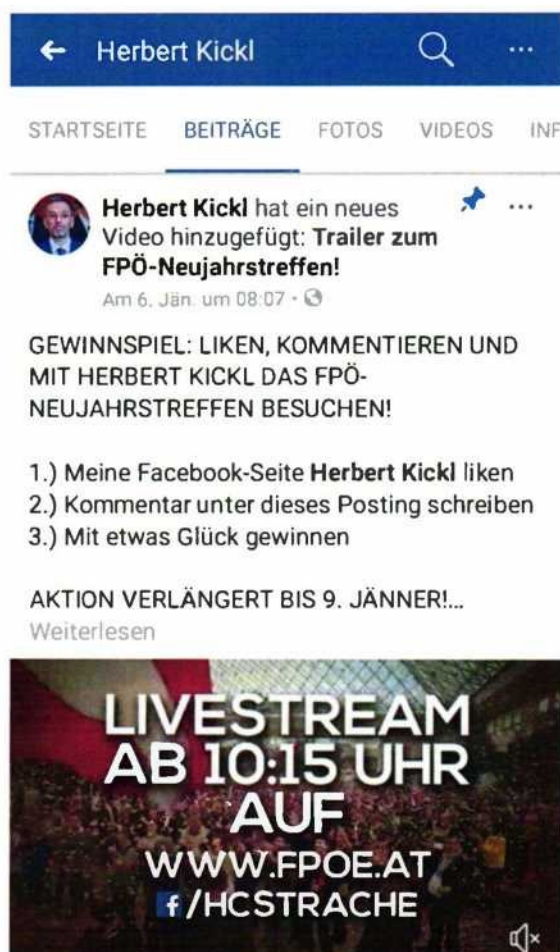 Herbert Kickl
STARTSEITE BEITRÄGE FOTOS VIDEOS INF
Herbert Kickl hat ein neues
Video hinzugefügt: Trailer zum
FPÖ-Neujahrstreffen!
Am 6. Jän. um 08:07 •
GEWINNSPIEL: LIKEN, KOMMENTIEREN UND
MIT HERBERT KICKL DAS FPÖ-
NEUJAHRSTREFFEN BESUCHEN!
1.) Meine Facebook-Seite Herbert Kickl liken
2.) Kommentar unter dieses Posting schreiben
3.) Mit etwas Glück gewinnen
AKTION VERLÄNGERT BIS 9. JÄNNER!...
Weiterlesen
LIVESTREAM
AB 10:15 UHR
AUF
WWW.FPOE.AT
f/HCSTRACHE